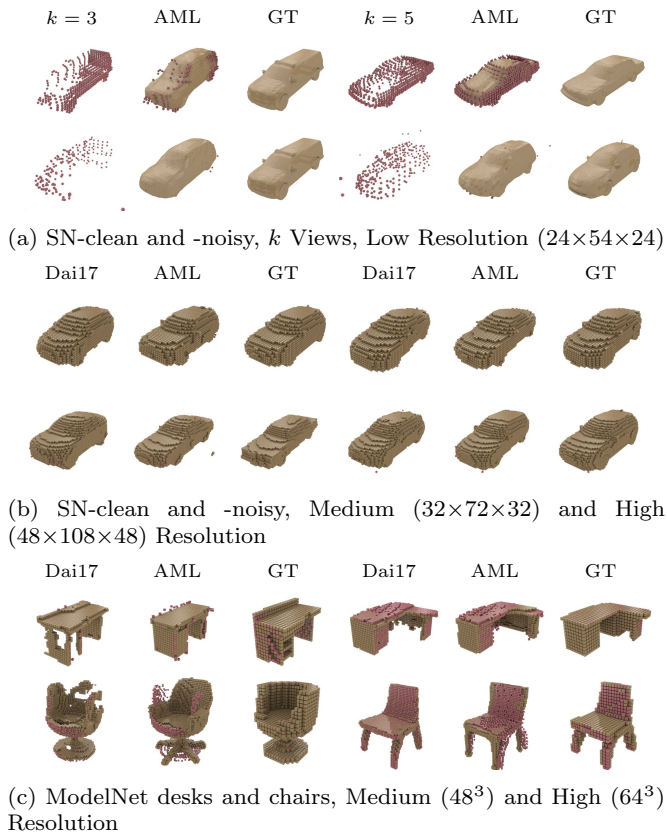 k = 3 AML GT k = 5 AML GT
(a) SN-clean and -noisy, k Views, Low Resolution (24×54×24)
Dai17 AML GT Dai17 AML GT
(b) SN-clean and -noisy, Medium (32×72×32) and High
(48×108×48) Resolution
Dai17 AML GT Dai17 AML GT
(c) ModelNet desks and chairs, Medium (48³) and High (64³)
Resolution